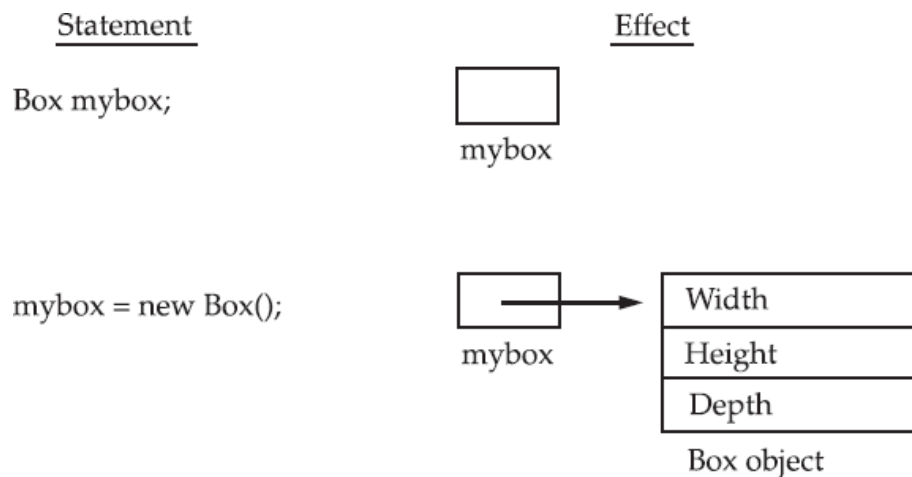 Statement
Effect
Box mybox;
mybox
mybox = new Box();
mybox
Width
Height
Depth
Box object